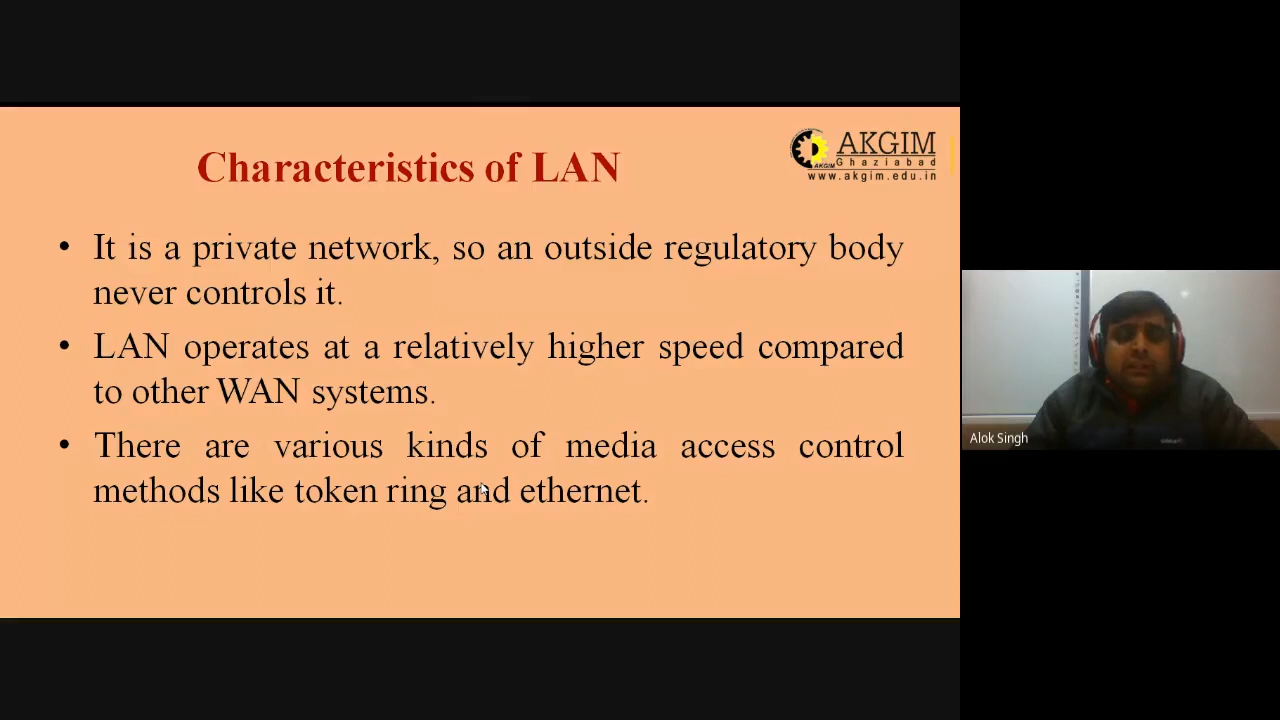 Characteristics of LAN
AKGIM
Ghaziabad
AKGIM
www.akgim.edu.in
• It is a private network, so an outside regulatory body
never controls it.
• LAN operates at a relatively higher speed compared
to other WAN systems.
• There are various kinds of media access control
methods like token ring and ethernet.
Alok Singh